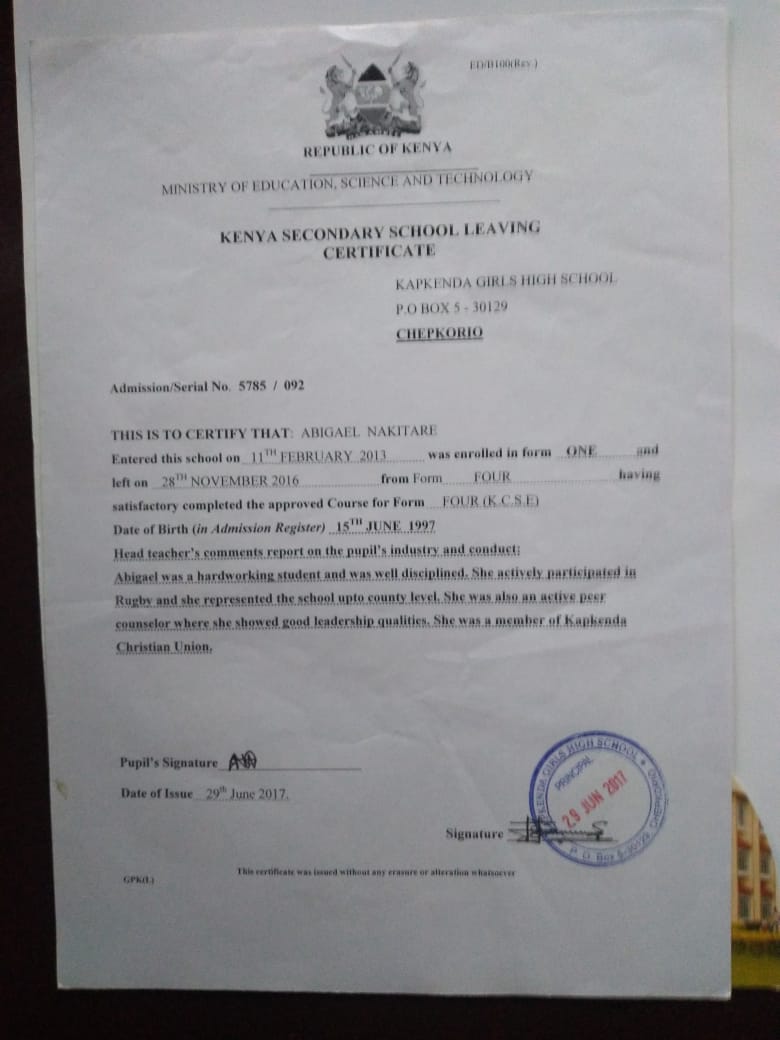 ED/B100(Rev.)
REPUBLIC OF KENYA
MINISTRY OF EDUCATION, SCIENCE AND TECHNOLOGY
KENYA SECONDARY SCHOOL LEAVING
CERTIFICATE
KAPKENDA GIRLS HIGH SCHOOL
P.O BOX 5 - 30129
CHEPKORIO
Admission/Serial No. 5785 / 092
THIS IS TO CERTIFY THAT: ABIGAEL NAKITARE
Entered this school on 11TH FEBRUARY 2013 was enrolled in form ONE and
left on 28TH NOVEMBER 2016 from Form FOUR having
satisfactory completed the approved Course for Form FOUR (K.C.S.E)
Date of Birth (in Admission Register) 15TH JUNE 1997
Head teacher's comments report on the pupil's industry and conduct:
Abigael was a hardworking student and was well disciplined. She actively participated in
Rugby and she represented the school upto county level. She was also an active peer
counselor where she showed good leadership qualities. She was a member of Kapkenda
Christian Union.
Pupil's Signature
Date of Issue 29th June 2017.
KAPKENDA GIRLS HIGH SCHOOL
PRINCIPAL
29 JUN 2017
P. O. Box 5-30129,
Signature
GPK(L)
This certificate was issued without any erasure or alteration whatsoever